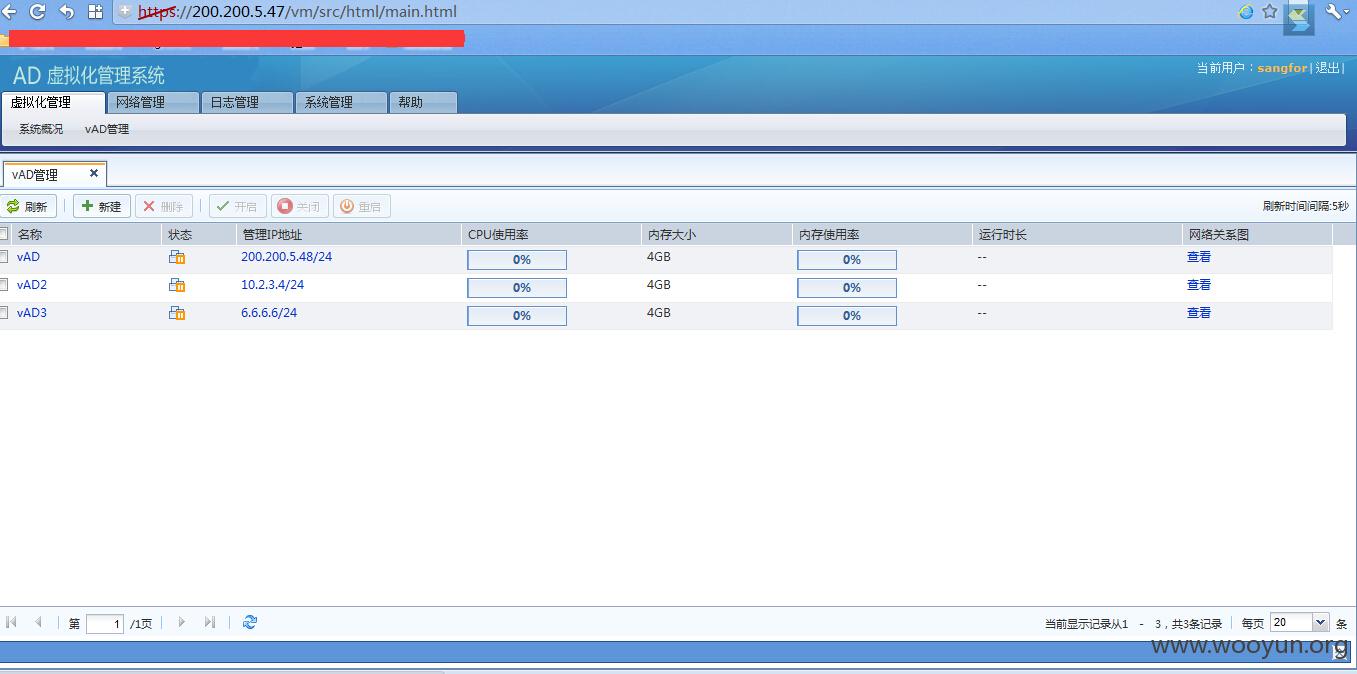 https://200.200.5.47/vm/src/html/main.html
AD 虚拟化管理系统
当前用户：sangfor|退出|
虚拟化管理 网络管理 日志管理 系统管理 帮助
系统概况 vAD管理
vAD管理
刷新 新建 删除 开启 关闭 重启 刷新时间间隔:5秒
名称 状态 管理IP地址 CPU使用率 内存大小 内存使用率 运行时长 网络关系图
vAD 200.200.5.48/24 0% 4GB 0% -- 查看
vAD2 10.2.3.4/24 0% 4GB 0% -- 查看
vAD3 6.6.6.6/24 0% 4GB 0% -- 查看
第 1 /1页 当前显示记录从1 - 3，共3条记录 每页 20 条
www.wooyun.org